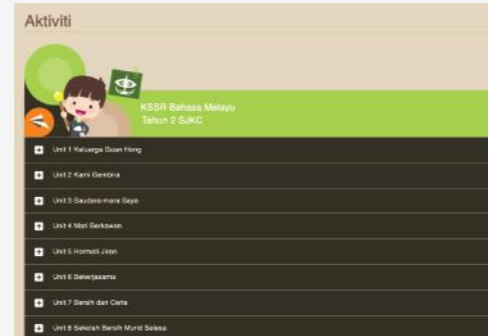 Aktiviti
KSSR Bahasa Melayu
Tahun 2 SJKC
Unit 1 Keluarga Guan Hong
Unit 2 Kami Gembira
Unit 3 Saudara-mara Saya
Unit 4 Mari Berkawan
Unit 5 Hormati Jiran
Unit 6 Bekerjasama
Unit 7 Bersih dan Ceria
Unit 8 Sekolah Bersih Murid Selesa